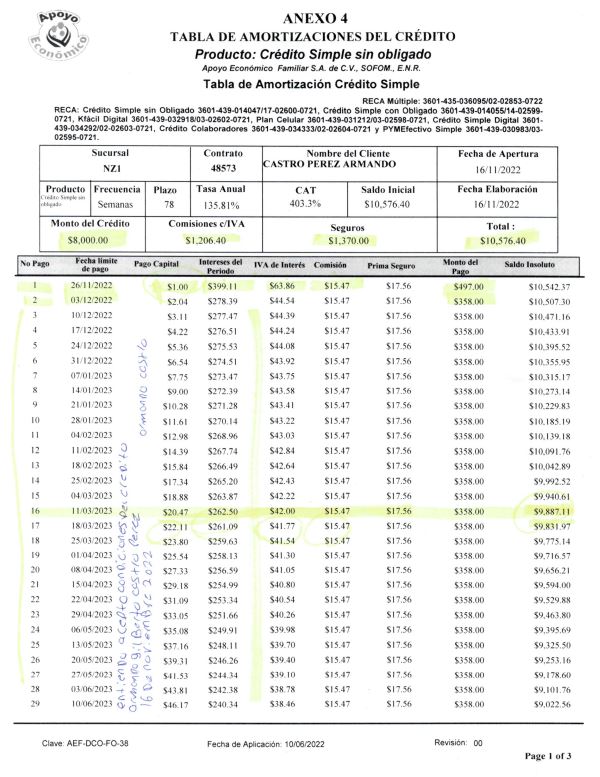 Apoyo
Económico
ANEXO 4
TABLA DE AMORTIZACIONES DEL CRÉDITO
Producto: Crédito Simple sin obligado
Apoyo Económico Familiar S.A. de C.V., SOFOM., E.N.R.
Tabla de Amortización Crédito Simple
RECA Múltiple: 3601-435-036095/02-02853-0722
RECA: Crédito Simple sin Obligado 3601-439-014047/17-02600-0721, Crédito Simple con Obligado 3601-439-014055/14-02599-
0721, Kfácil Digital 3601-439-032918/03-02602-0721, Plan Celular 3601-439-031212/03-02598-0721, Crédito Simple Digital 3601-
439-034292/02-02603-0721, Crédito Colaboradores 3601-439-034333/02-02604-0721 y PYMEfectivo Simple 3601-439-030983/03-
02595-0721.
Sucursal Contrato Nombre del Cliente Fecha de Apertura
NZ1 48573 CASTRO PEREZ ARMANDO 16/11/2022
Producto Frecuencia Plazo Tasa Anual CAT Saldo Inicial Fecha Elaboración
Crédito Simple sin obligado Semanas 78 135.81% 403.3% $10,576.40 16/11/2022
Monto del Crédito Comisiones c/IVA Seguros Total :
$8,000.00 $1,206.40 $1,370.00 $10,576.40
No Pago Fecha límite de pago Pago Capital Intereses del Período IVA de Interés Comisión Prima Seguro Monto del Pago Saldo Insoluto
1 26/11/2022 $1.00 $399.11 $63.86 $15.47 $17.56 $497.00 $10,542.37
2 03/12/2022 $2.04 $278.39 $44.54 $15.47 $17.56 $358.00 $10,507.30
3 10/12/2022 $3.11 $277.47 $44.39 $15.47 $17.56 $358.00 $10,471.16
4 17/12/2022 $4.22 $276.51 $44.24 $15.47 $17.56 $358.00 $10,433.91
5 24/12/2022 $5.36 $275.53 $44.08 $15.47 $17.56 $358.00 $10,395.52
6 31/12/2022 $6.54 $274.51 $43.92 $15.47 $17.56 $358.00 $10,355.95
7 07/01/2023 $7.75 $273.47 $43.75 $15.47 $17.56 $358.00 $10,315.17
8 14/01/2023 $9.00 $272.39 $43.58 $15.47 $17.56 $358.00 $10,273.14
9 21/01/2023 $10.28 $271.28 $43.41 $15.47 $17.56 $358.00 $10,229.83
10 28/01/2023 $11.61 $270.14 $43.22 $15.47 $17.56 $358.00 $10,185.19
11 04/02/2023 $12.98 $268.96 $43.03 $15.47 $17.56 $358.00 $10,139.18
12 11/02/2023 $14.39 $267.74 $42.84 $15.47 $17.56 $358.00 $10,091.76
13 18/02/2023 $15.84 $266.49 $42.64 $15.47 $17.56 $358.00 $10,042.89
14 25/02/2023 $17.34 $265.20 $42.43 $15.47 $17.56 $358.00 $9,992.52
15 04/03/2023 $18.88 $263.87 $42.22 $15.47 $17.56 $358.00 $9,940.61
16 11/03/2023 $20.47 $262.50 $42.00 $15.47 $17.56 $358.00 $9,887.11
17 18/03/2023 $22.11 $261.09 $41.77 $15.47 $17.56 $358.00 $9,831.97
18 25/03/2023 $23.80 $259.63 $41.54 $15.47 $17.56 $358.00 $9,775.14
19 01/04/2023 $25.54 $258.13 $41.30 $15.47 $17.56 $358.00 $9,716.57
20 08/04/2023 $27.33 $256.59 $41.05 $15.47 $17.56 $358.00 $9,656.21
21 15/04/2023 $29.18 $254.99 $40.80 $15.47 $17.56 $358.00 $9,594.00
22 22/04/2023 $31.09 $253.34 $40.54 $15.47 $17.56 $358.00 $9,529.88
23 29/04/2023 $33.05 $251.66 $40.26 $15.47 $17.56 $358.00 $9,463.80
24 06/05/2023 $35.08 $249.91 $39.98 $15.47 $17.56 $358.00 $9,395.69
25 13/05/2023 $37.16 $248.11 $39.70 $15.47 $17.56 $358.00 $9,325.50
26 20/05/2023 $39.31 $246.26 $39.40 $15.47 $17.56 $358.00 $9,253.16
27 27/05/2023 $41.53 $244.34 $39.10 $15.47 $17.56 $358.00 $9,178.60
28 03/06/2023 $43.81 $242.38 $38.78 $15.47 $17.56 $358.00 $9,101.76
29 10/06/2023 $46.17 $240.34 $38.46 $15.47 $17.56 $358.00 $9,022.56
entiendo acepto condiciones del credito
Armando gilberto castro Perez
16 De noviembre 2022
armando castro
Clave: AEF-DCO-FO-38 Fecha de Aplicación: 10/06/2022 Revisión: 00
Page 1 of 3